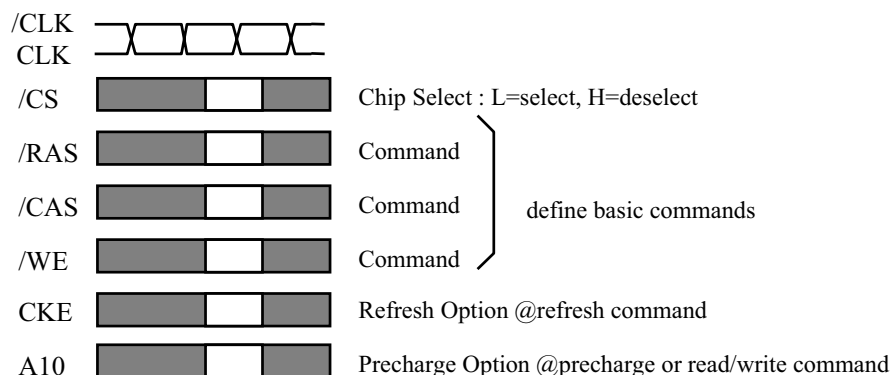 /CLK
CLK
/CS Chip Select : L=select, H=deselect
/RAS Command
/CAS Command define basic commands
/WE Command
CKE Refresh Option @refresh command
A10 Precharge Option @precharge or read/write command